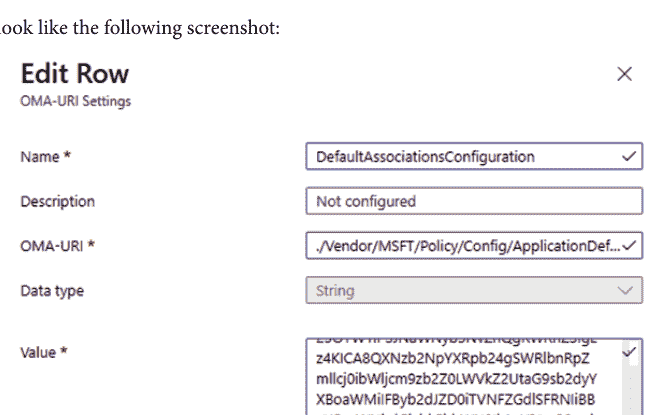 look like the following screenshot:
Edit Row
OMA-URI Settings
Name *
DefaultAssociationsConfiguration
Description
Not configured
OMA-URI *
./Vendor/MSFT/Policy/Config/ApplicationDef...
Data type
String
Value *
z4KICA8QXNzb2NpYXRpb24gSWRlbnRpZ
mllcj0ibWljcm9zb2Z0LWVkZ2UtaG9sb2dyY
XBoaWMiIFByb2dJZD0iTVNFZGdlSFRNIiBB